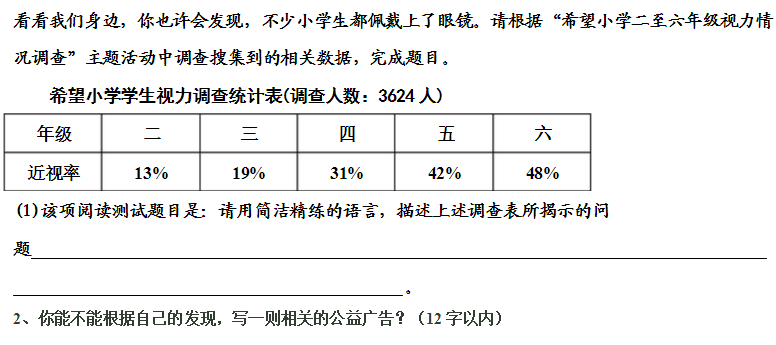 看看我们身边，你也许会发现，不少小学生都佩戴上了眼镜。请根据“希望小学二至六年级视力情
况调查”主题活动中调查搜集到的相关数据，完成题目。
希望小学学生视力调查统计表(调查人数：3624人)
年级 二 三 四 五 六
近视率 13% 19% 31% 42% 48%
(1)该项阅读测试题目是：请用简洁精练的语言，描述上述调查表所揭示的问
题
。
2、你能不能根据自己的发现，写一则相关的公益广告？（12字以内）